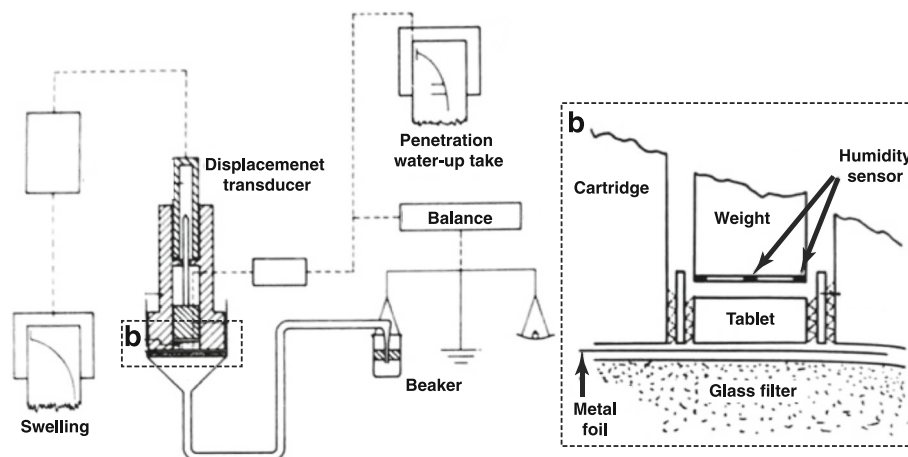 Displacemenet
transducer
Penetration
water-up take
Balance
b
Beaker
Swelling
b
Cartridge
Humidity
sensor
Weight
Tablet
Glass filter
Metal
foil